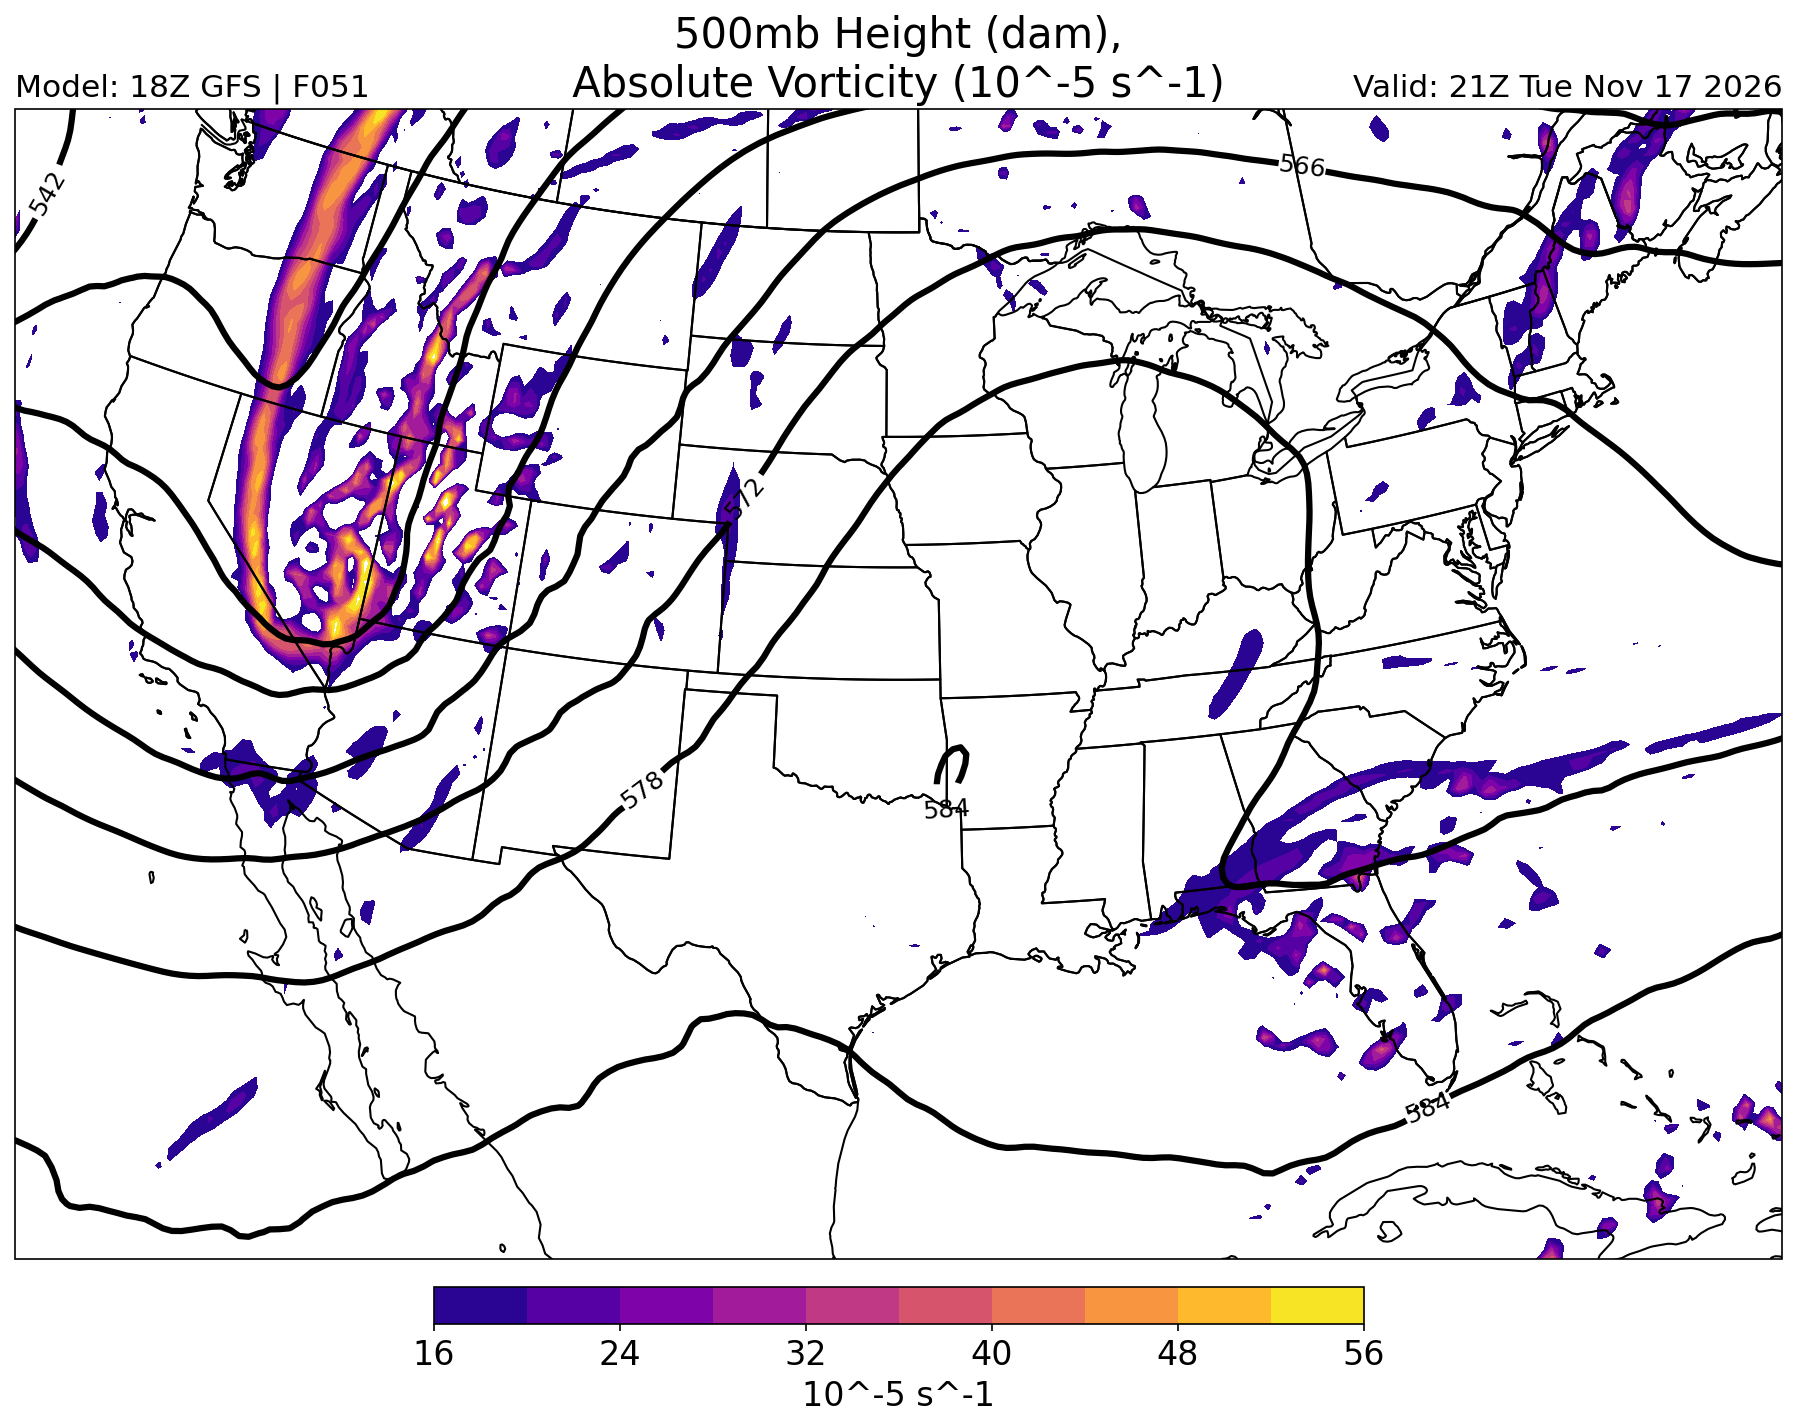 500mb Height (dam),
Model: 18Z GFS | F051
Absolute Vorticity (10^-5 s^-1)
Valid: 21Z Tue Nov 17 2026
542
566
572
578
584
584
16 24 32 40 48 56
10^-5 s^-1